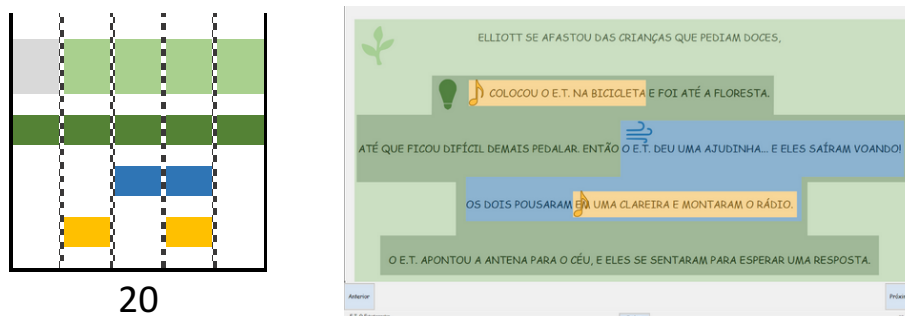 ELLIOTT SE AFASTOU DAS CRIANÇAS QUE PEDIAM DOCES,
COLOCOU O E.T. NA BICICLETA E FOI ATÉ A FLORESTA.
ATÉ QUE FICOU DIFÍCIL DEMAIS PEDALAR. ENTÃO O E.T. DEU UMA AJUDINHA... E ELES SAÍRAM VOANDO!
OS DOIS POUSARAM EM UMA CLAREIRA E MONTARAM O RÁDIO.
O E.T. APONTOU A ANTENA PARA O CÉU, E ELES SE SENTARAM PARA ESPERAR UMA RESPOSTA.
Anterior
20